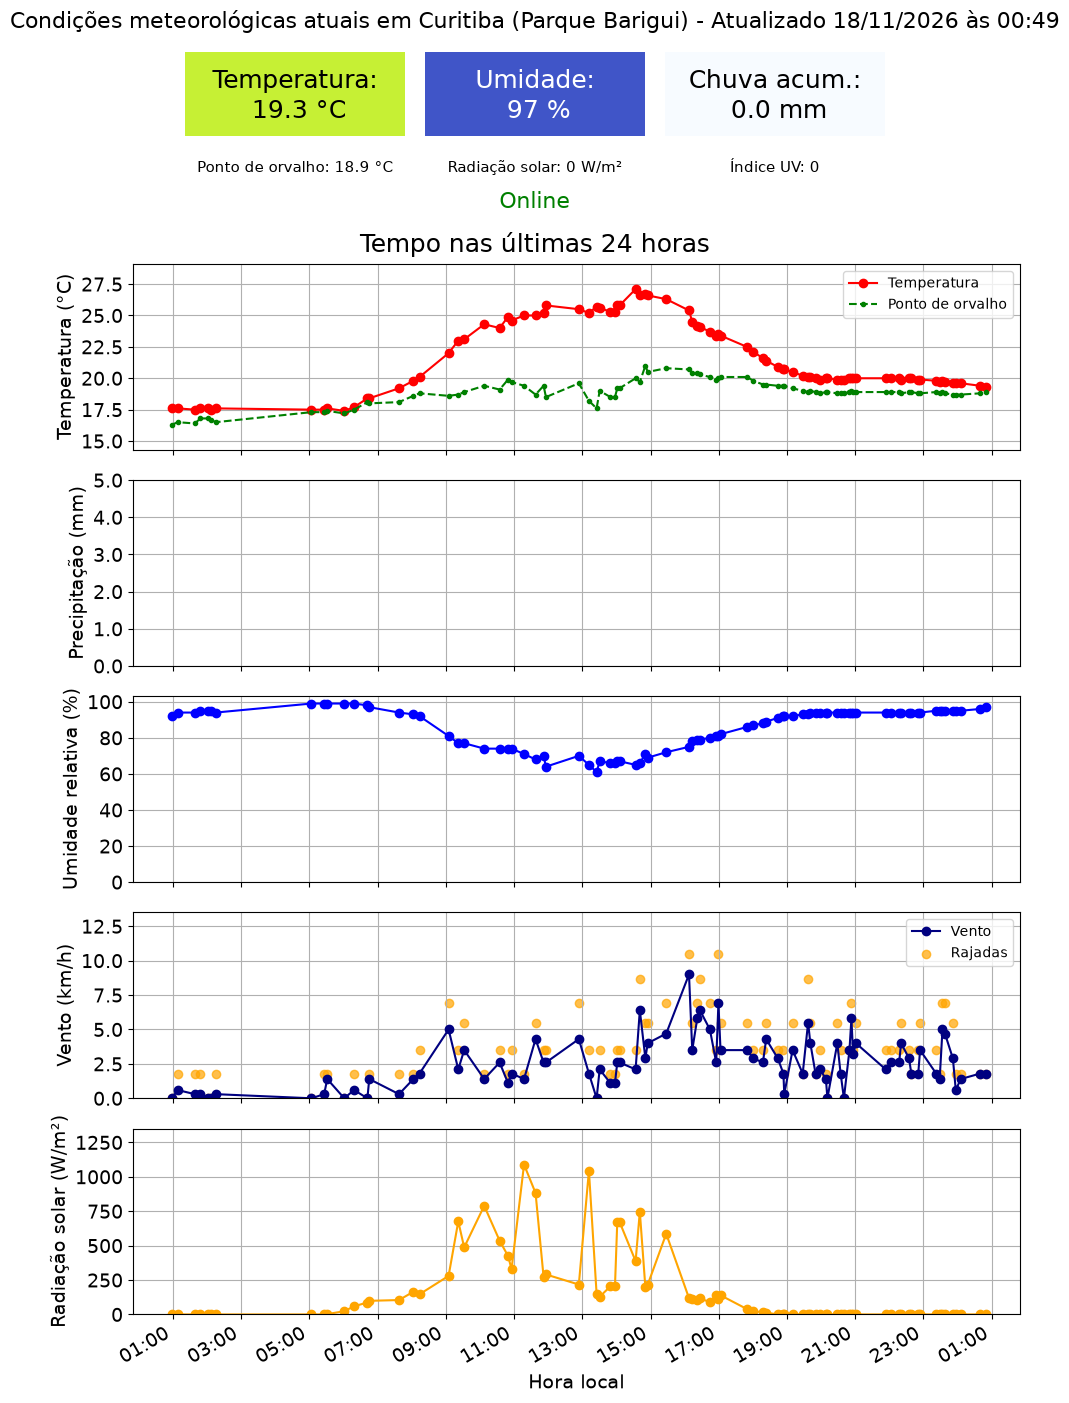 Condições meteorológicas atuais em Curitiba (Parque Barigui) - Atualizado 18/11/2026 às 00:49
Temperatura:
19.3 °C
Umidade:
97 %
Chuva acum.:
0.0 mm
Ponto de orvalho: 18.9 °C
Radiação solar: 0 W/m²
Índice UV: 0
Online
Tempo nas últimas 24 horas
Temperatura (°C)
27.5
25.0
22.5
20.0
17.5
15.0
Temperatura
Ponto de orvalho
Precipitação (mm)
5.0
4.0
3.0
2.0
1.0
0.0
Umidade relativa (%)
100
80
60
40
20
0
Vento (km/h)
12.5
10.0
7.5
5.0
2.5
0.0
Vento
Rajadas
Radiação solar (W/m²)
1250
1000
750
500
250
0
01:00
03:00
05:00
07:00
09:00
11:00
13:00
15:00
17:00
19:00
21:00
23:00
01:00
Hora local